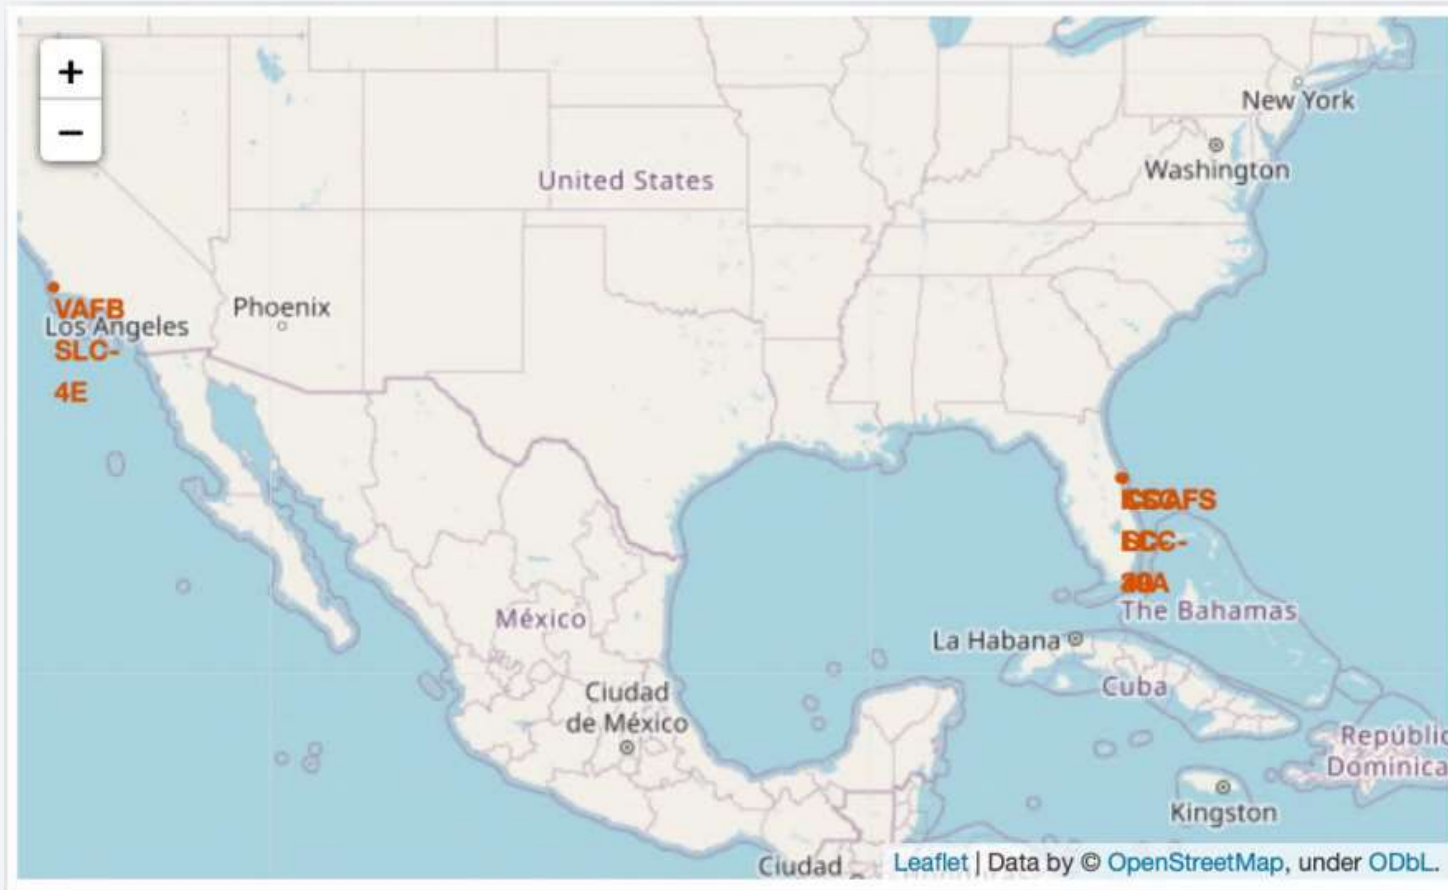 +
−
New York
Washington
United States
VAFB
SLC-
4E
Los Angeles
Phoenix
The Bahamas
México
La Habana
Cuba
Ciudad
de México
Repúblic
Dominica
Kingston
Ciudad
Leaflet | Data by © OpenStreetMap, under ODbL.